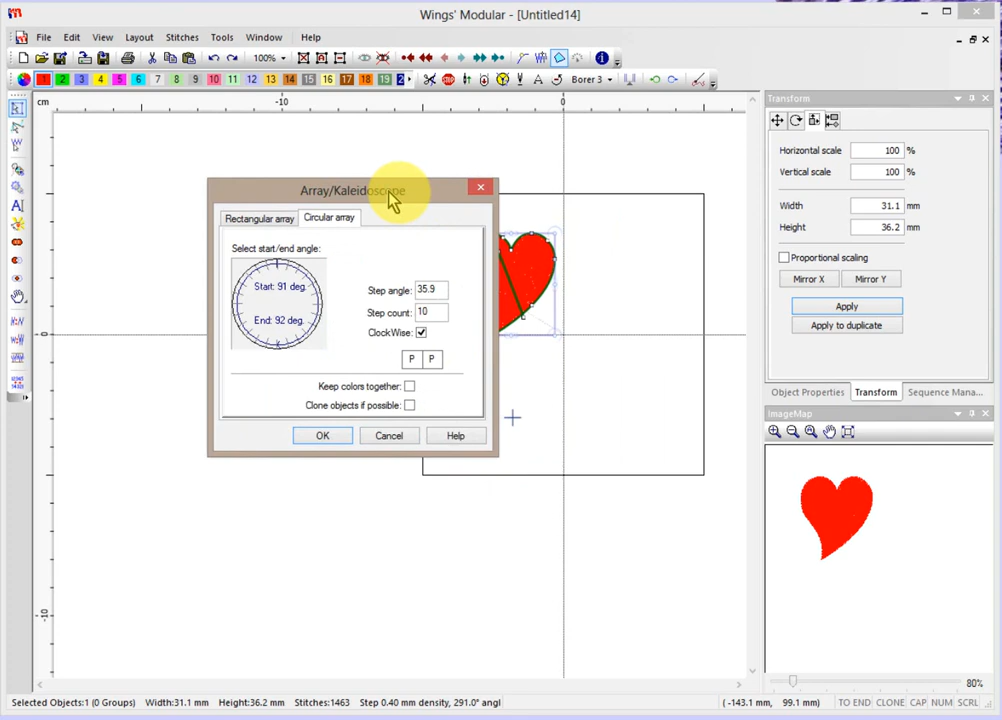 Wings' Modular - [Untitled14]
File Edit View Layout Stitches Tools Window Help
100%
1 2 3 4 5 6 7 8 9 10 11 12 13 14 15 16 17 18 19 2 Borer 3
cm -10 0
Transform
Horizontal scale 100 %
Vertical scale 100 %
Width 31.1 mm
Height 36.2 mm
Proportional scaling
Mirror X Mirror Y
Apply
Apply to duplicate
Object Properties Transform Sequence Mana...
ImageMap
80%
Array/Kaleidoscope
Rectangular array Circular array
Select start/end angle:
Start: 91 deg.
End: 92 deg.
Step angle: 35.9
Step count: 10
ClockWise:
P P
Keep colors together:
Clone objects if possible:
OK Cancel Help
0
-10
Selected Objects:1 (0 Groups) Width:31.1 mm Height:36.2 mm Stitches:1463 Step 0.40 mm density, 291.0° angl (-143.1 mm, 99.1 mm) TO END CLONE CAP NUM SCRL